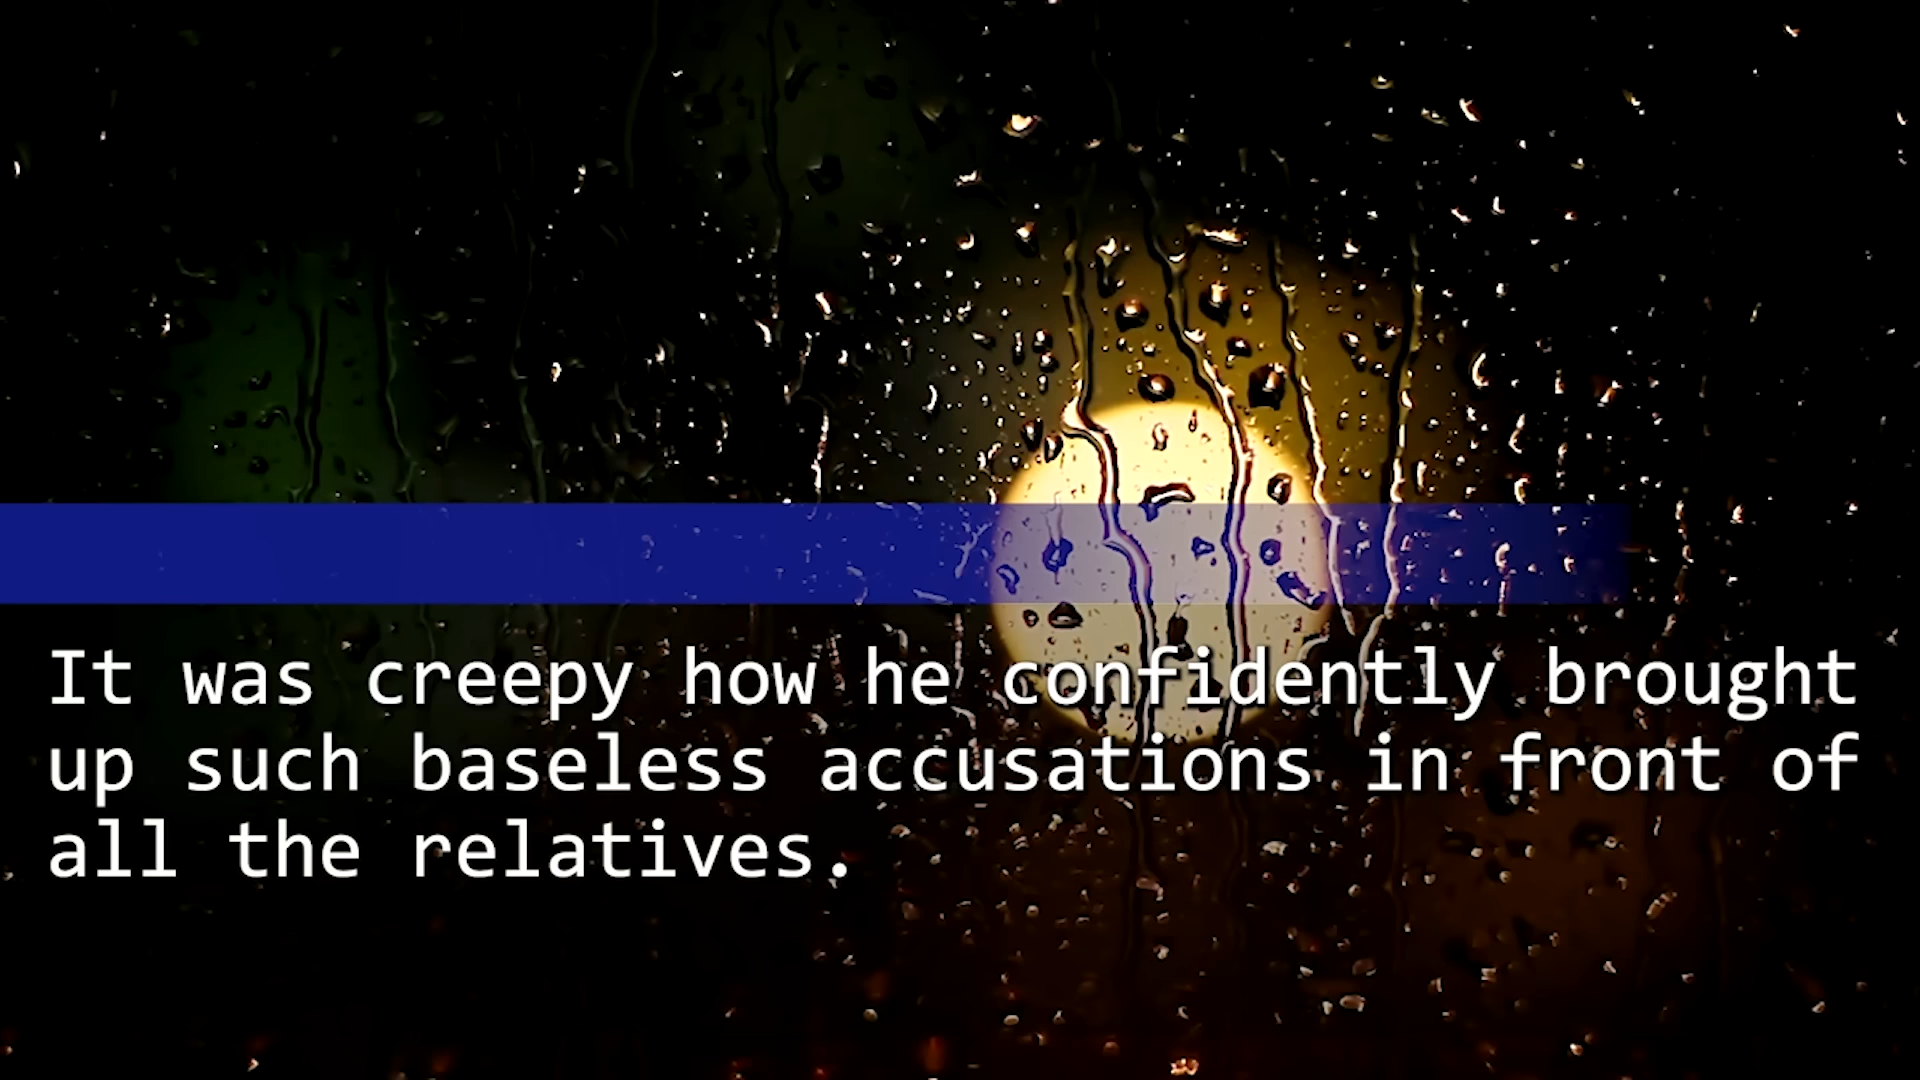 It was creepy how he confidently brought
up such baseless accusations in front of
all the relatives.